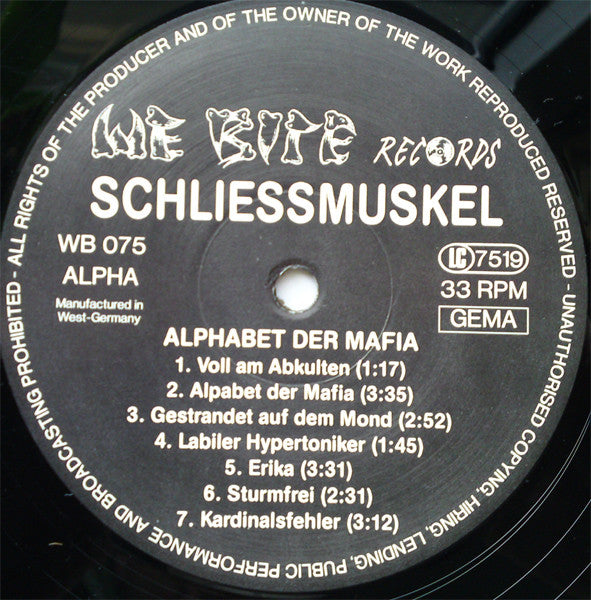 PROHIBITED - ALL RIGHTS OF THE PRODUCER AND OF THE OWNER OF THE WORK REPRODUCED RESERVED - UNAUTHORISED COPYING, HIRING, LENDING, PUBLIC PERFORMANCE AND BROADCASTING
WE BITE RECORDS
SCHLIESSMUSKEL
WB 075
ALPHA
Manufactured in
West-Germany
LC 7519
33 RPM
GEMA
ALPHABET DER MAFIA
1. Voll am Abkulten (1:17)
2. Alpabet der Mafia (3:35)
3. Gestrandet auf dem Mond (2:52)
4. Labiler Hypertoniker (1:45)
5. Erika (3:31)
6. Sturmfrei (2:31)
7. Kardinalsfehler (3:12)